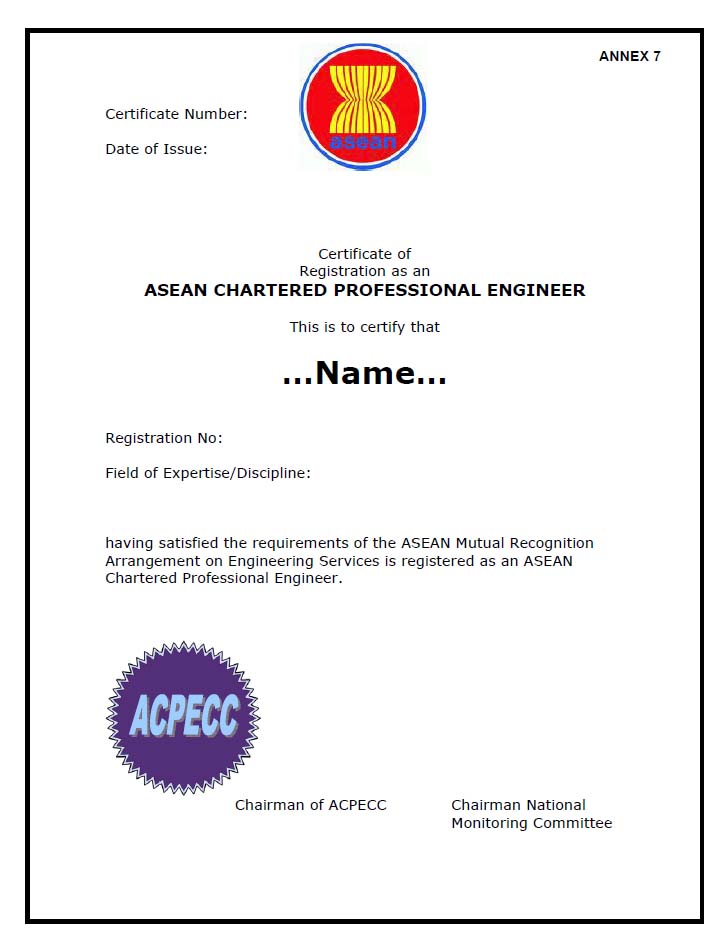 ANNEX 7
asean
Certificate Number:
Date of Issue:
Certificate of
Registration as an
ASEAN CHARTERED PROFESSIONAL ENGINEER
This is to certify that
...Name...
Registration No:
Field of Expertise/Discipline:
having satisfied the requirements of the ASEAN Mutual Recognition
Arrangement on Engineering Services is registered as an ASEAN
Chartered Professional Engineer.
ACPECC
Chairman of ACPECC
Chairman National
Monitoring Committee